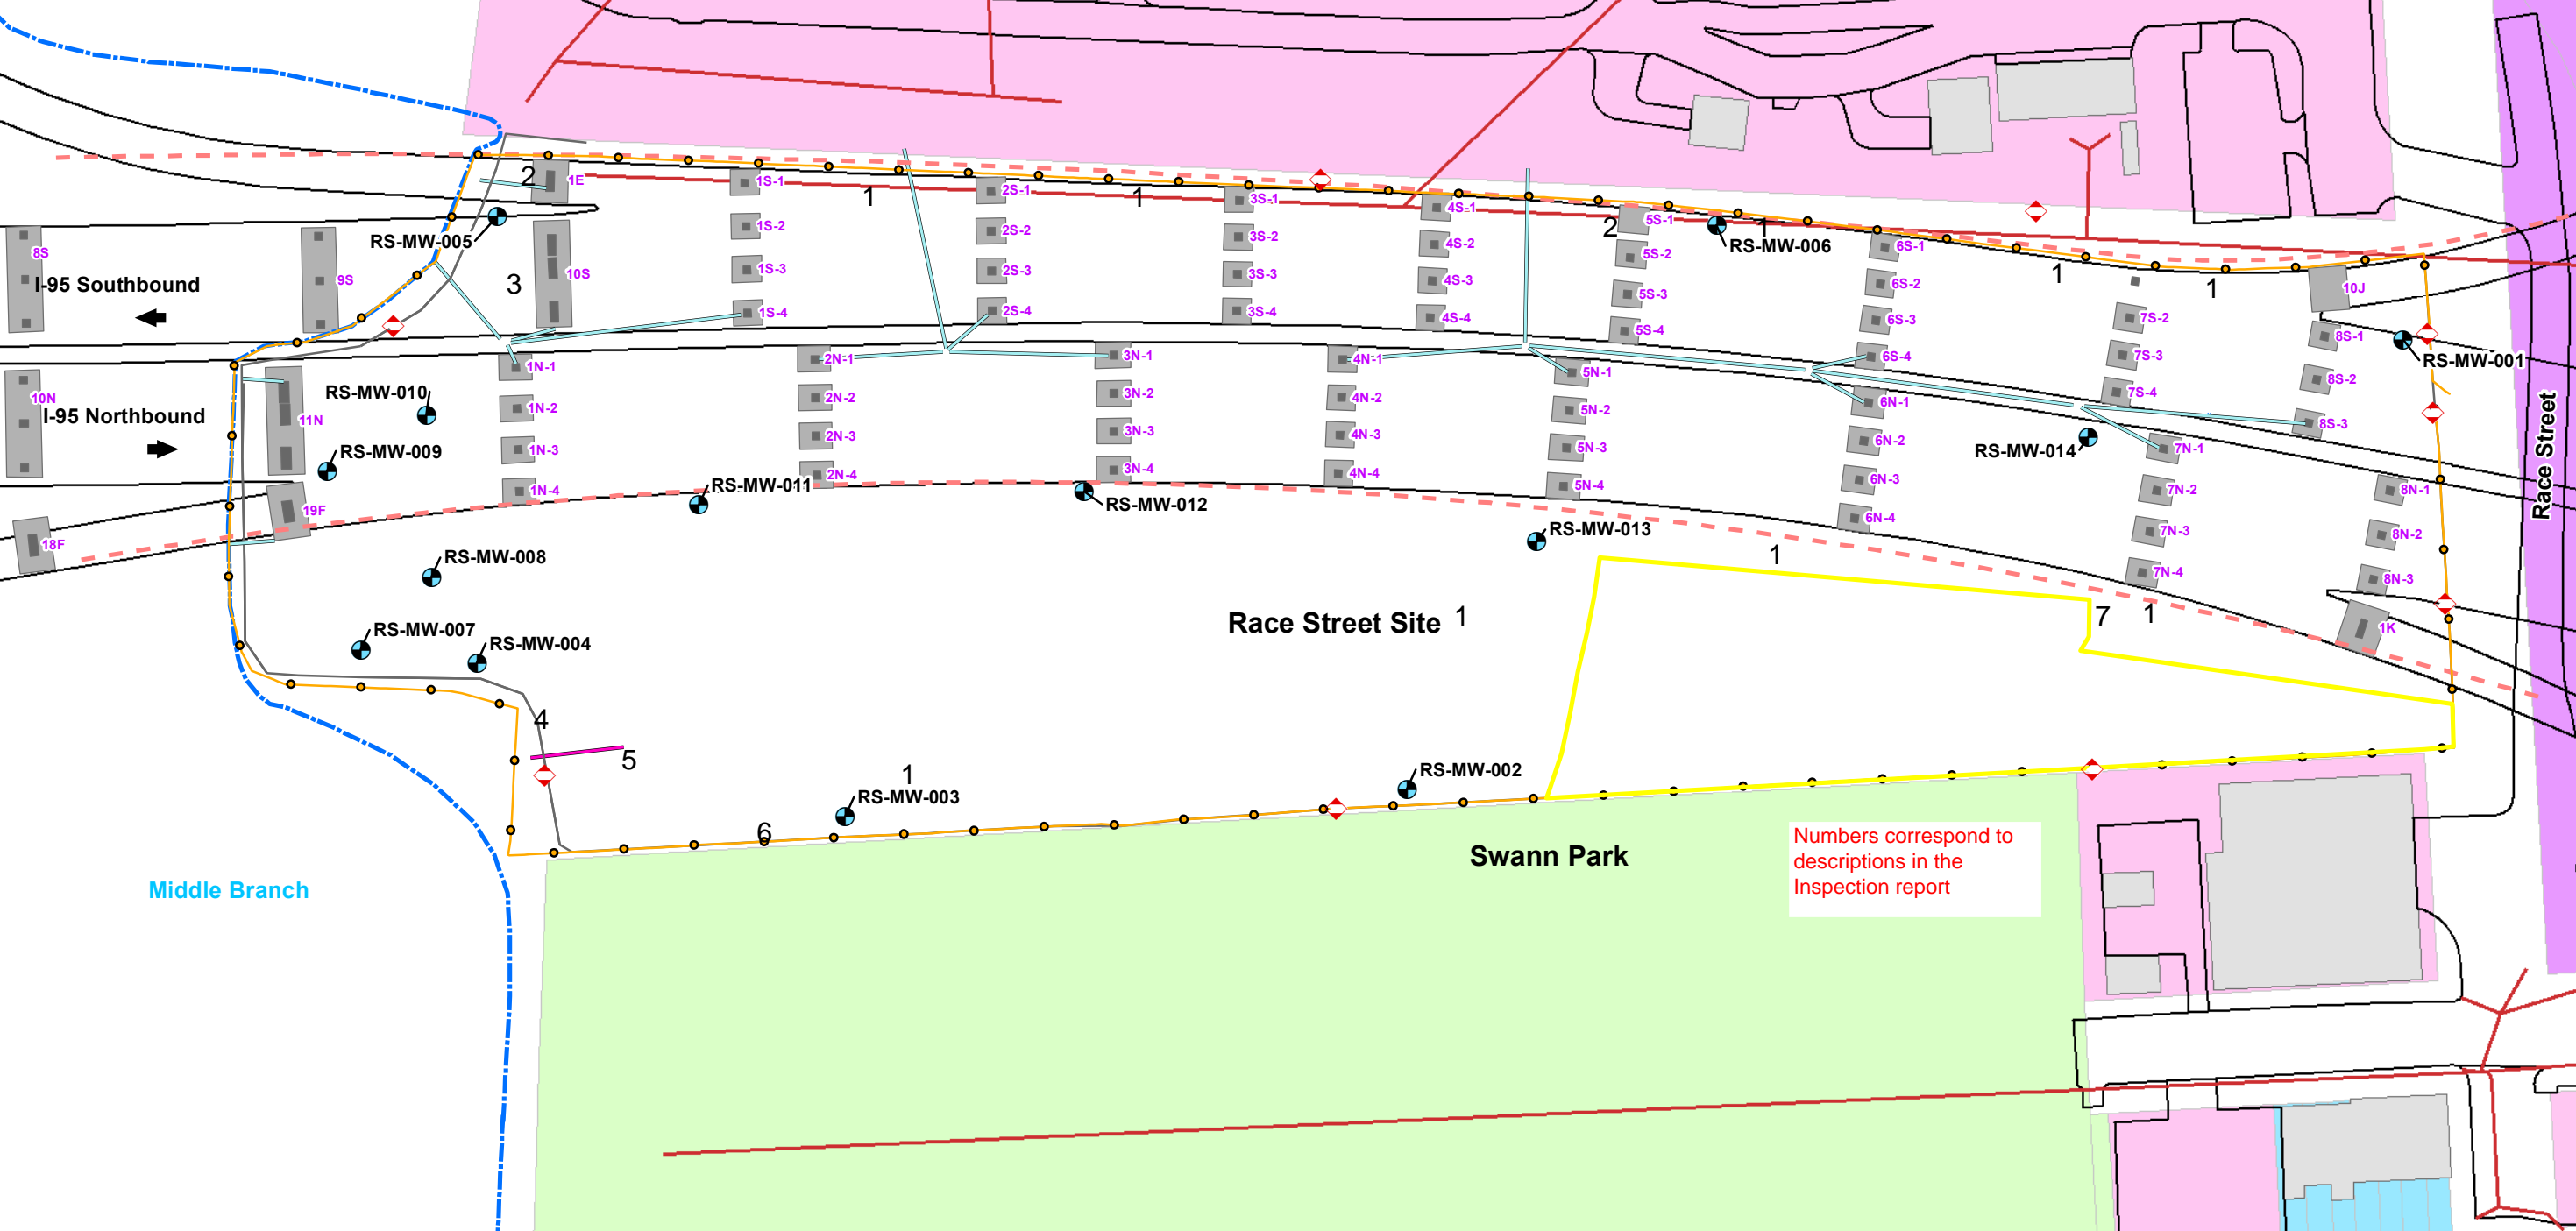 2
1E
1S-1
1
2S-1
1
3S-1
4S-1
2
5S-1
1
RS-MW-006
6S-1
1
1
10J
RS-MW-005
8S
9S
3
10S
1S-2
1S-3
1S-4
2S-2
2S-3
2S-4
3S-2
3S-3
3S-4
4S-2
4S-3
4S-4
5S-2
5S-3
5S-4
6S-2
6S-3
6S-4
7S-2
7S-3
7S-4
8S-1
8S-2
8S-3
RS-MW-001
I-95 Southbound
I-95 Northbound
10N
11N
RS-MW-010
RS-MW-009
1N-1
1N-2
1N-3
1N-4
2N-1
2N-2
2N-3
2N-4
3N-1
3N-2
3N-3
3N-4
4N-1
4N-2
4N-3
4N-4
5N-1
5N-2
5N-3
5N-4
6N-1
6N-2
6N-3
6N-4
RS-MW-014
7N-1
7N-2
7N-3
7N-4
8N-1
8N-2
8N-3
1K
Race Street
18F
19F
RS-MW-011
RS-MW-012
RS-MW-013
RS-MW-008
RS-MW-007
RS-MW-004
1
Race Street Site
1
7
1
4
5
1
RS-MW-003
6
RS-MW-002
Swann Park
Middle Branch
Numbers correspond to
descriptions in the
Inspection report